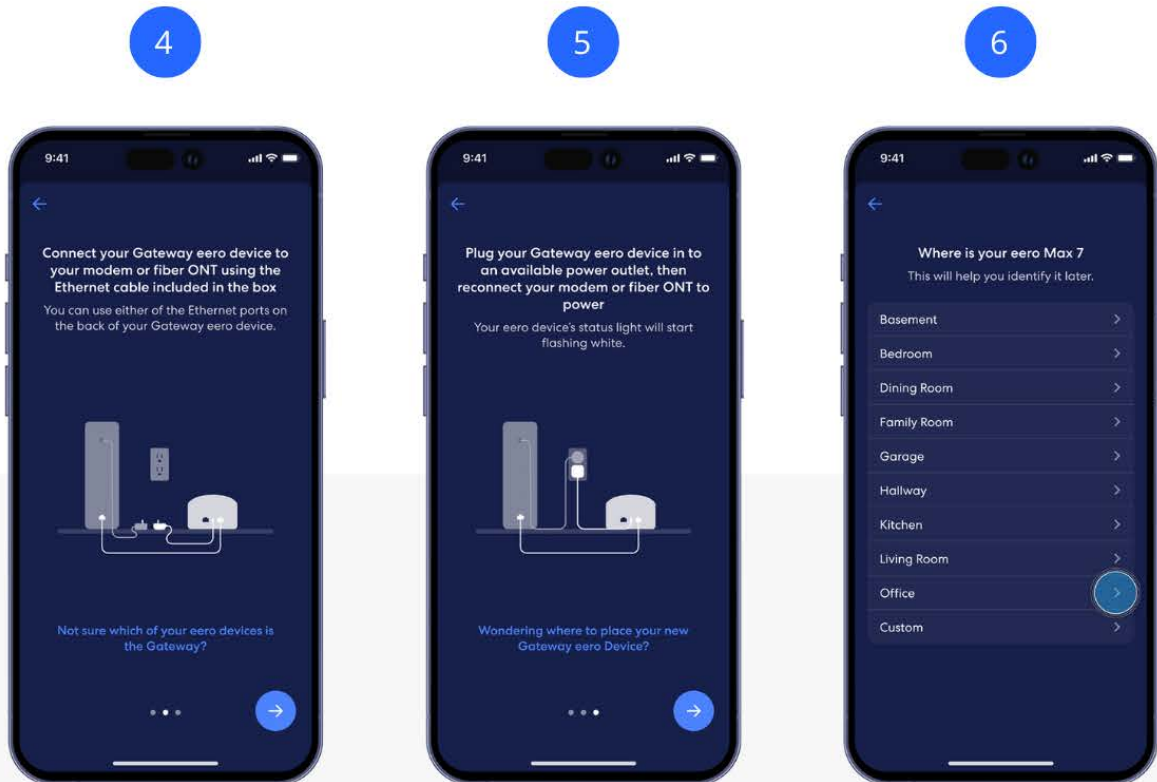 4
5
6
9:41
Connect your Gateway eero device to
your modem or fiber ONT using the
Ethernet cable included in the box
You can use either of the Ethernet ports on
the back of your Gateway eero device.
Not sure which of your eero devices is
the Gateway?
9:41
Plug your Gateway eero device in to
an available power outlet, then
reconnect your modem or fiber ONT to
power
Your eero device's status light will start
flashing white.
Wondering where to place your new
Gateway eero Device?
9:41
Where is your eero Max 7
This will help you identify it later.
Basement
Bedroom
Dining Room
Family Room
Garage
Hallway
Kitchen
Living Room
Office
Custom